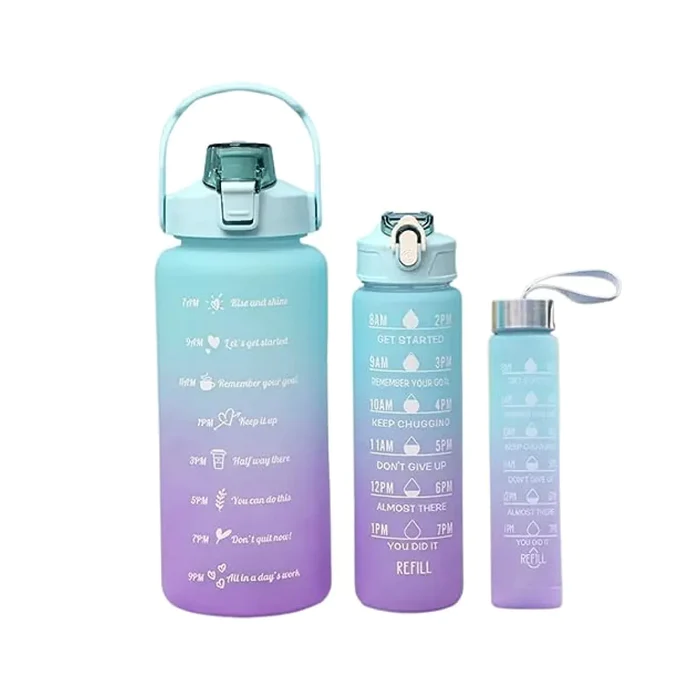 7AM Rise and shine
9AM Let's get started
11AM Remember your goal
1PM Keep it up
3PM Half way there
5PM You can do this
7PM Don't quit now!
9PM All in a day's work
8AM 2PM
GET STARTED
9AM 3PM
REMEMBER YOUR GOAL
10AM 4PM
KEEP CHUGGING
11AM 5PM
DON'T GIVE UP
12PM 6PM
ALMOST THERE
1PM 7PM
YOU DID IT
REFILL
KEEP CHUGGING
DON'T GIVE UP
ALMOST THERE
YOU DID IT
REFILL